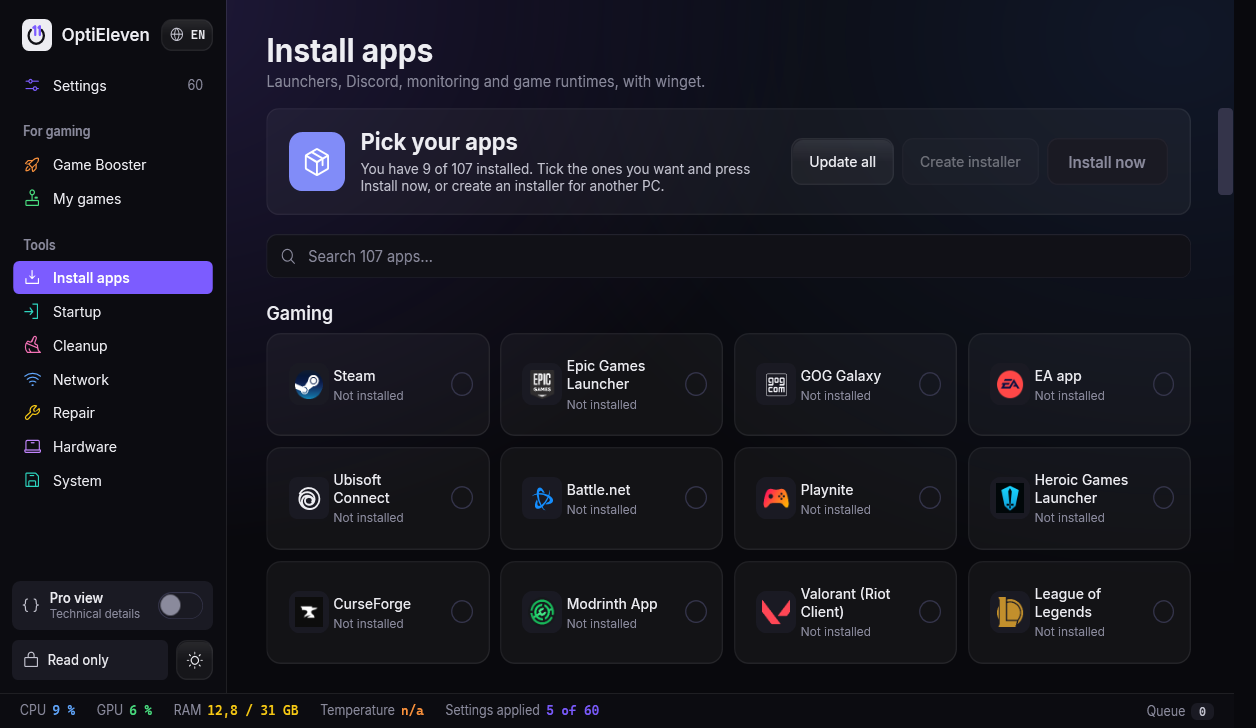 OptiEleven
EN
Settings
60
For gaming
Game Booster
My games
Tools
Install apps
Startup
Cleanup
Network
Repair
Hardware
System
{ } Pro view
Technical details
Read only
Install apps
Launchers, Discord, monitoring and game runtimes, with winget.
Pick your apps
You have 9 of 107 installed. Tick the ones you want and press
Install now, or create an installer for another PC.
Update all
Create installer
Install now
Search 107 apps...
Gaming
Steam
Not installed
EPIC
GAMES
Epic Games
Launcher
Not installed
gog
com
GOG Galaxy
Not installed
EA
EA app
Not installed
Ubisoft
Connect
Not installed
Battle.net
Not installed
Playnite
Not installed
Heroic Games
Launcher
Not installed
CurseForge
Not installed
Modrinth App
Not installed
Valorant (Riot
Client)
Not installed
League of
Legends
Not installed
CPU 9 % GPU 6 % RAM 12,8 / 31 GB Temperature n/a Settings applied 5 of 60 Queue 0